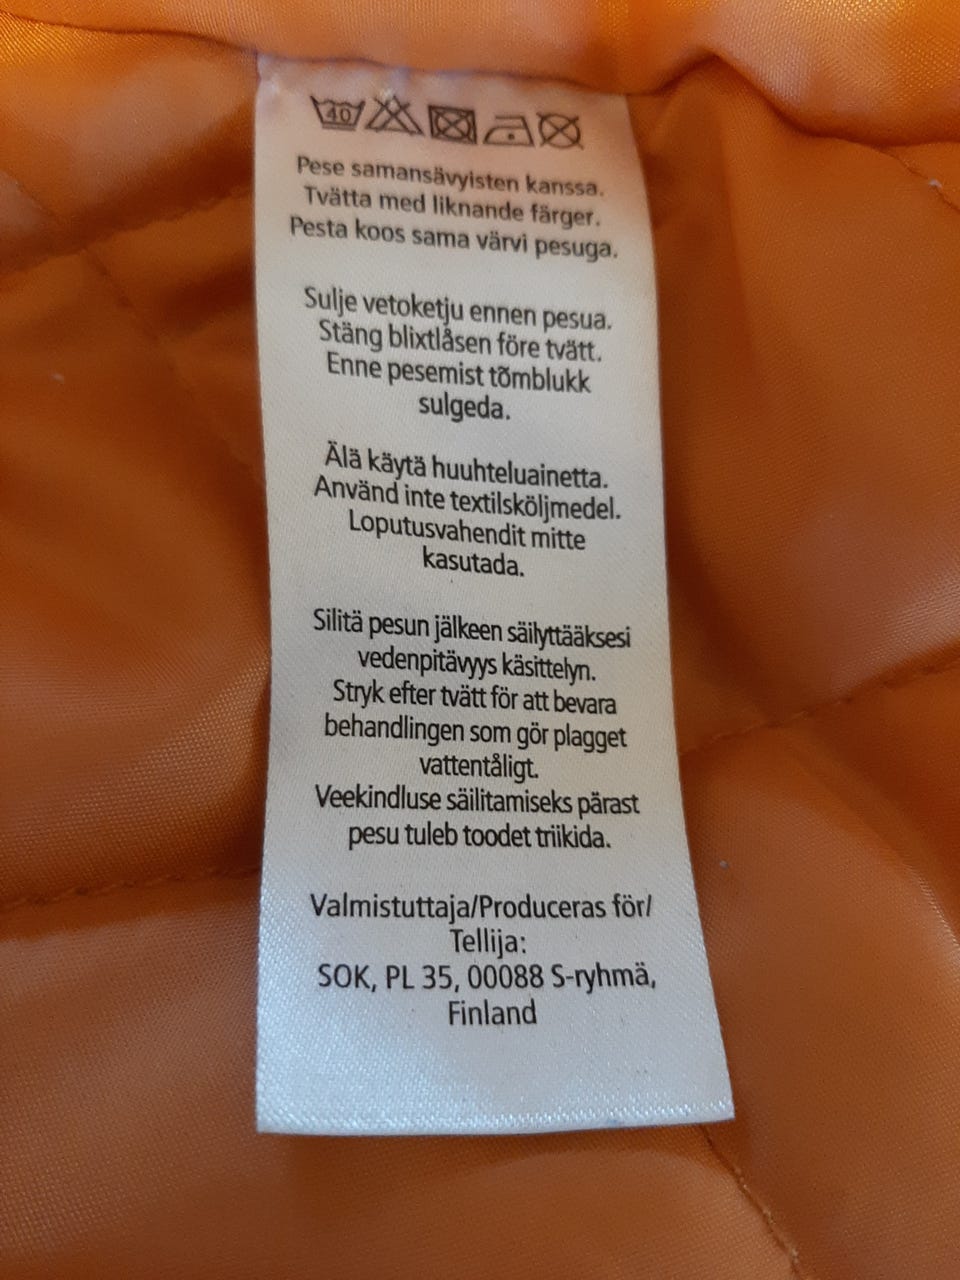 40
Pese samansävyisten kanssa.
Tvätta med liknande färger.
Pesta koos sama värvi pesuga.
Sulje vetoketju ennen pesua.
Stäng blixtlåsen före tvätt.
Enne pesemist tõmblukk
sulgeda.
Älä käytä huuhteluainetta.
Använd inte textilsköljmedel.
Loputusvahendit mitte
kasutada.
Silitä pesun jälkeen säilyttääksesi
vedenpitävyys käsittelyn.
Stryk efter tvätt för att bevara
behandlingen som gör plagget
vattentåligt.
Veekindluse säilitamiseks pärast
pesu tuleb toodet triikida.
Valmistuttaja/Produceras för/
Tellija:
SOK, PL 35, 00088 S-ryhmä,
Finland